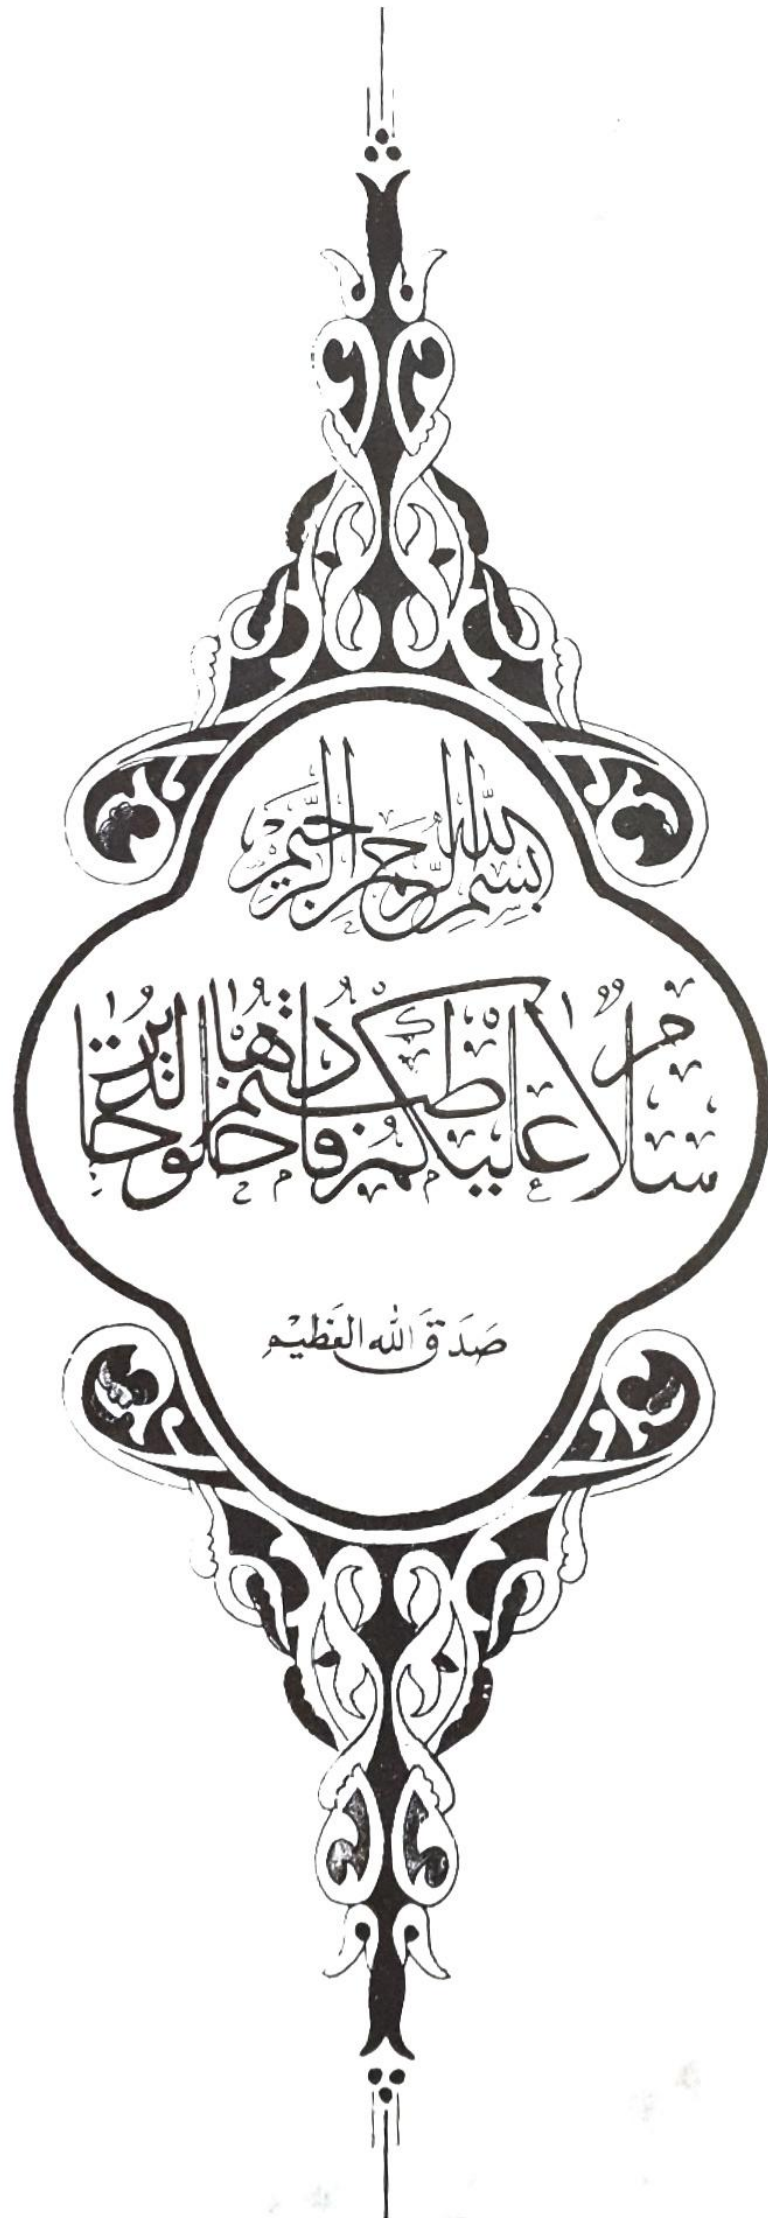 بسم الله الرحمن الرحيم
سلام عليكم طبتم فادخلوها خالدين
صدق الله العظيم